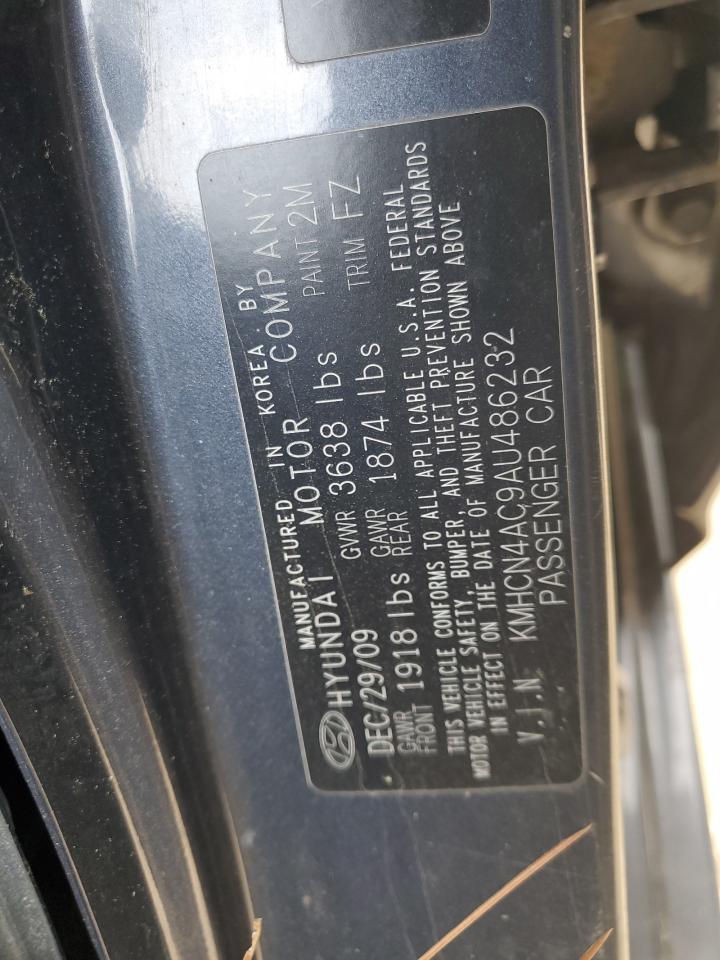 MANUFACTURED IN KOREA BY
HYUNDAI MOTOR COMPANY
DEC/29/09 GVWR 3638 lbs PAINT 2M
GAWR FRONT 1918 lbs GAWR REAR 1874 lbs TRIM FZ
THIS VEHICLE CONFORMS TO ALL APPLICABLE U.S.A. FEDERAL
MOTOR VEHICLE SAFETY, BUMPER, AND THEFT PREVENTION STANDARDS
IN EFFECT ON THE DATE OF MANUFACTURE SHOWN ABOVE
V.I.N KMHCN4AC9AU486232
PASSENGER CAR